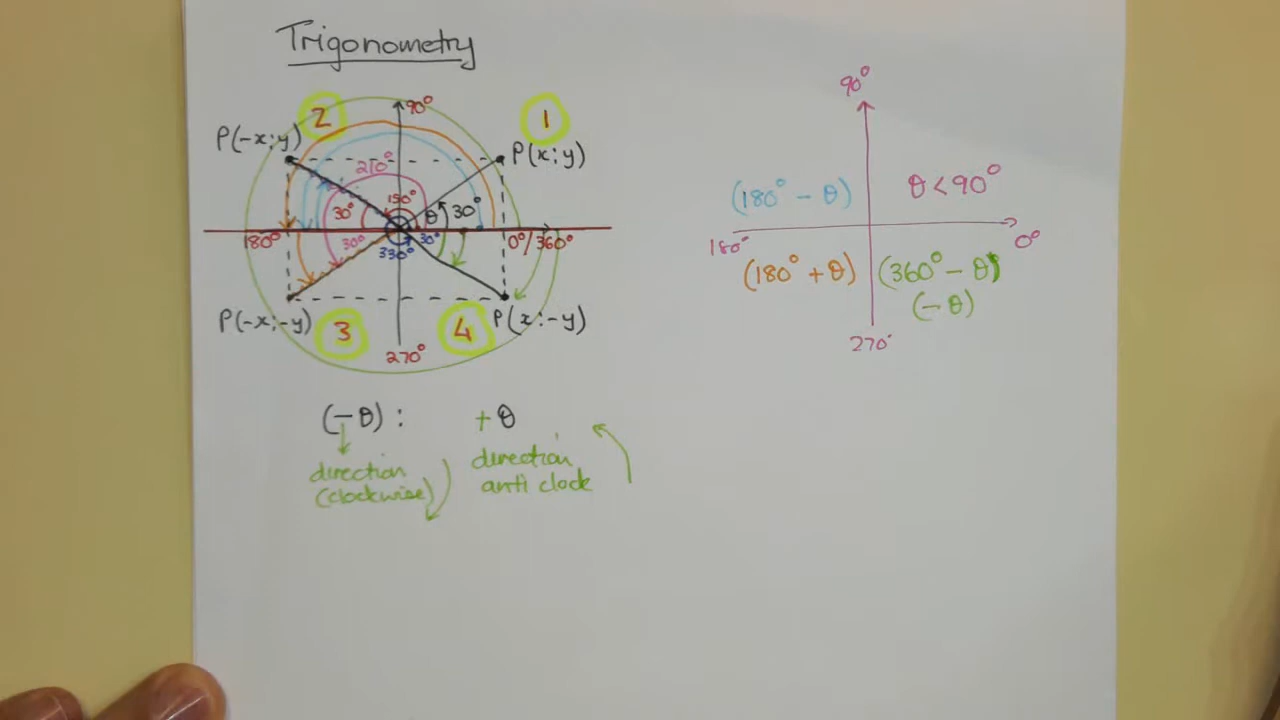 Trigonometry
2
90°
1
P(-x;y)
P(x;y)
210°
150°
30°
θ
30°
180°
30°
330°
30°
0°/360°
P(-x;-y)
3
4
P(x:-y)
270°
(-θ):
+θ
direction
(clockwise)
direction
anti clock
90°
(180°-θ)
θ<90°
180°
0°
(180°+θ)
(360°-θ)
(-θ)
270°